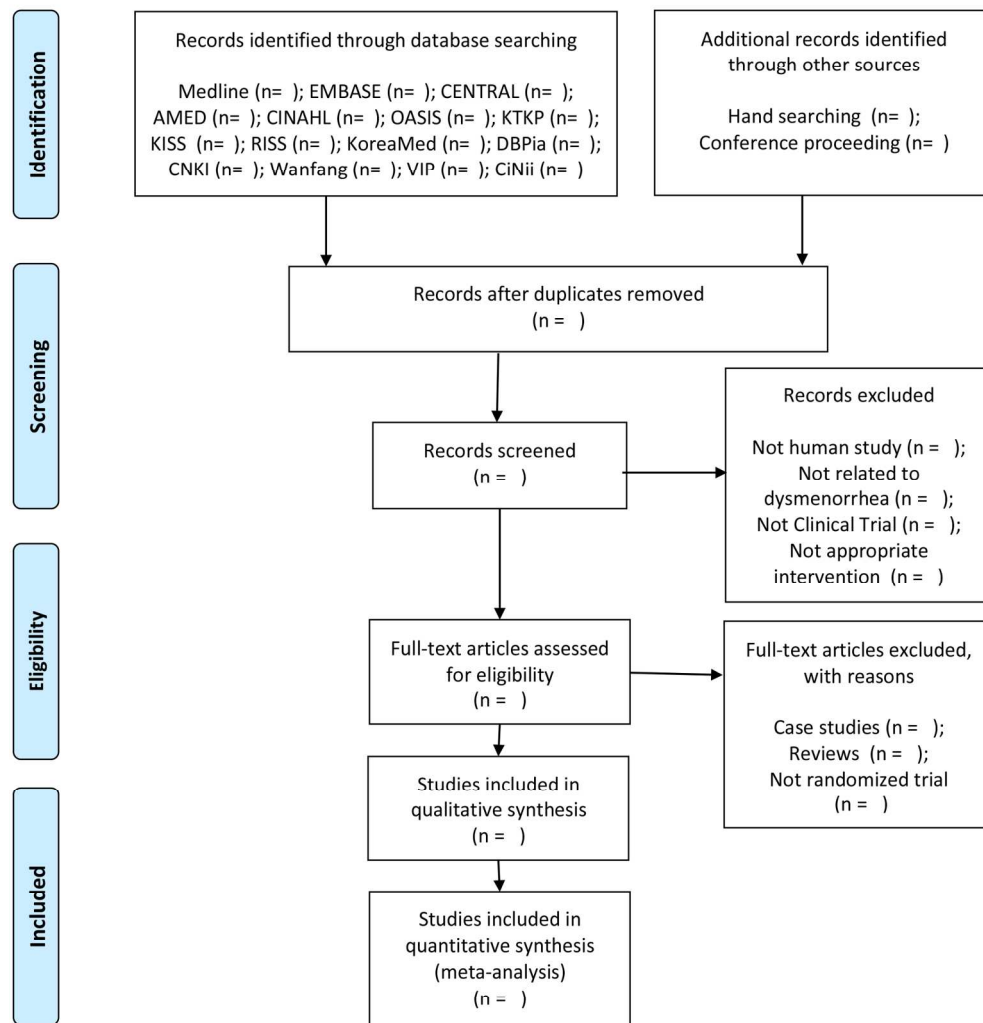 Identification
Records identified through database searching
Medline (n=  ); EMBASE (n=  ); CENTRAL (n=  );
AMED (n=  ); CINAHL (n=  ); OASIS (n=  ); KTKP (n=  );
KISS  (n=  ); RISS (n=  ); KoreaMed (n=  ); DBPia (n=  );
CNKI (n=  ); Wanfang (n=  ); VIP (n=  ); CiNii (n=  )
Additional records identified
through other sources
Hand searching  (n=  );
Conference proceeding (n=  )
Screening
Records after duplicates removed
(n =   )
Records screened
(n =   )
Records excluded
Not human study (n =   );
Not related to
dysmenorrhea (n =   );
Not Clinical Trial (n =   );
Not appropriate
intervention  (n =   )
Eligibility
Full-text articles assessed
for eligibility
(n =   )
Full-text articles excluded,
with reasons
Case studies (n =   );
Reviews  (n =   );
Not randomized trial
(n =   )
Included
Studies included in
qualitative synthesis
(n =   )
Studies included in
quantitative synthesis
(meta-analysis)
(n =   )